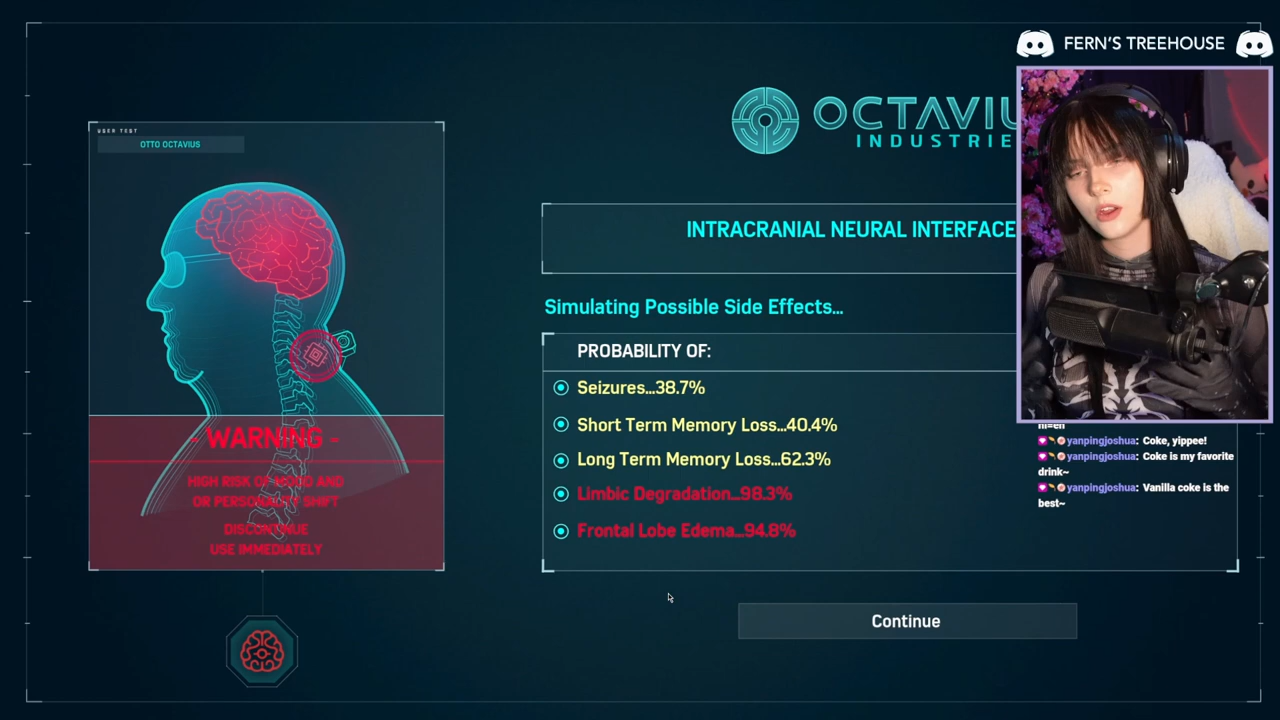 FERN'S TREEHOUSE
USER TEST
OTTO OCTAVIUS
OCTAVIU
INDUSTRIE
INTRACRANIAL NEURAL INTERFACE
Simulating Possible Side Effects...
PROBABILITY OF:
Seizures...38.7%
Short Term Memory Loss...40.4%
Long Term Memory Loss...62.3%
Limbic Degradation...98.3%
Frontal Lobe Edema...94.8%
- WARNING -
HIGH RISK OF MOOD AND
OR PERSONALITY SHIFT
DISCONTINUE
USE IMMEDIATELY
yanpingjoshua: Coke, yippee!
yanpingjoshua: Coke is my favorite
drink~
yanpingjoshua: Vanilla coke is the
best~
Continue